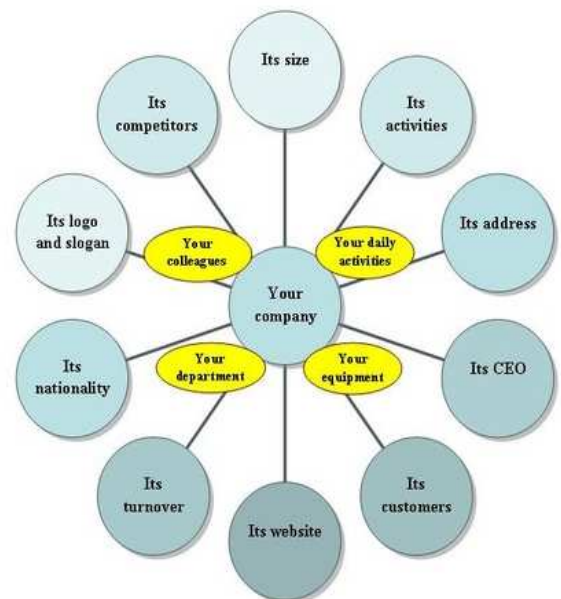 Its size
Its
competitors
Its
activities
Its logo
and slogan
Your
colleagues
Your daily
activities
Its address
Your
company
Its
nationality
Your
department
Your
equipment
Its CEO
Its
turnover
Its website
Its
customers